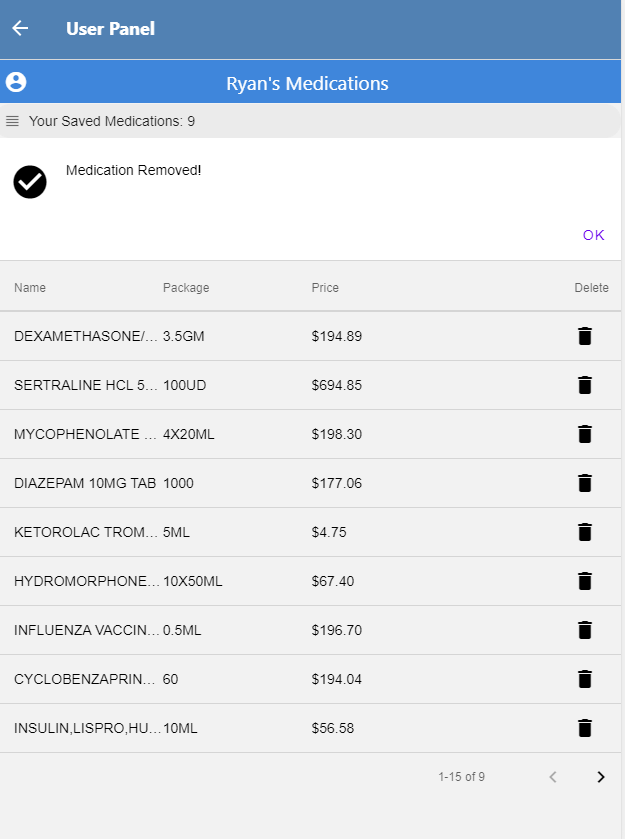 User Panel
Ryan's Medications
Your Saved Medications: 9
Medication Removed!
OK
Name Package Price Delete
DEXAMETHASONE/... 3.5GM $194.89
SERTRALINE HCL 5... 100UD $694.85
MYCOPHENOLATE ... 4X20ML $198.30
DIAZEPAM 10MG TAB 1000 $177.06
KETOROLAC TROM... 5ML $4.75
HYDROMORPHONE... 10X50ML $67.40
INFLUENZA VACCIN... 0.5ML $196.70
CYCLOBENZAPRIN... 60 $194.04
INSULIN,LISPRO,HU... 10ML $56.58
1-15 of 9